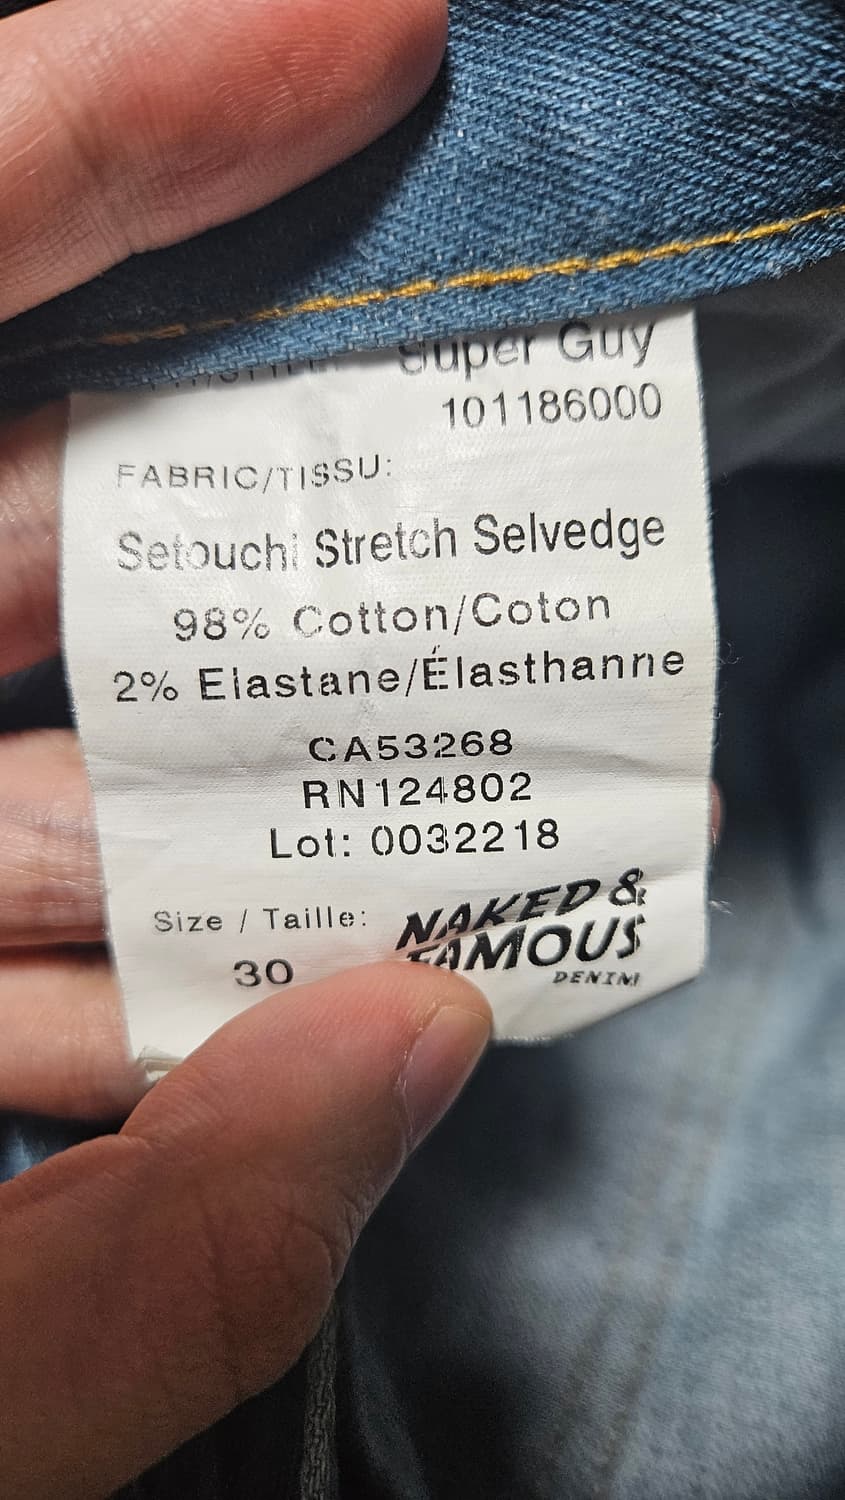 Super Guy
101186000
FABRIC/TISSU:
Setouchi Stretch Selvedge
98% Cotton/Coton
2% Elastane/Élasthanne
CA53268
RN124802
Lot: 0032218
Size / Taille:
30
NAKED &
FAMOUS
DENIM